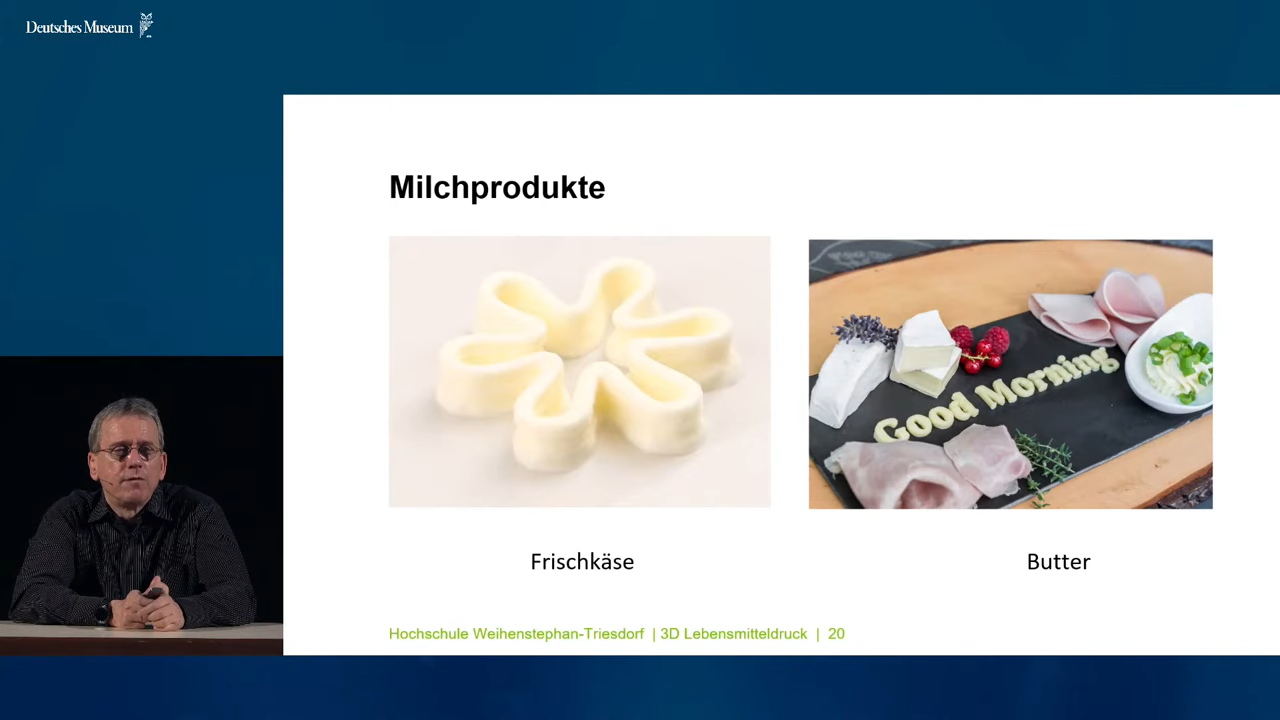 Deutsches Museum
Milchprodukte
Good Morning
Frischkäse
Butter
Hochschule Weihenstephan-Triesdorf | 3D Lebensmitteldruck | 20